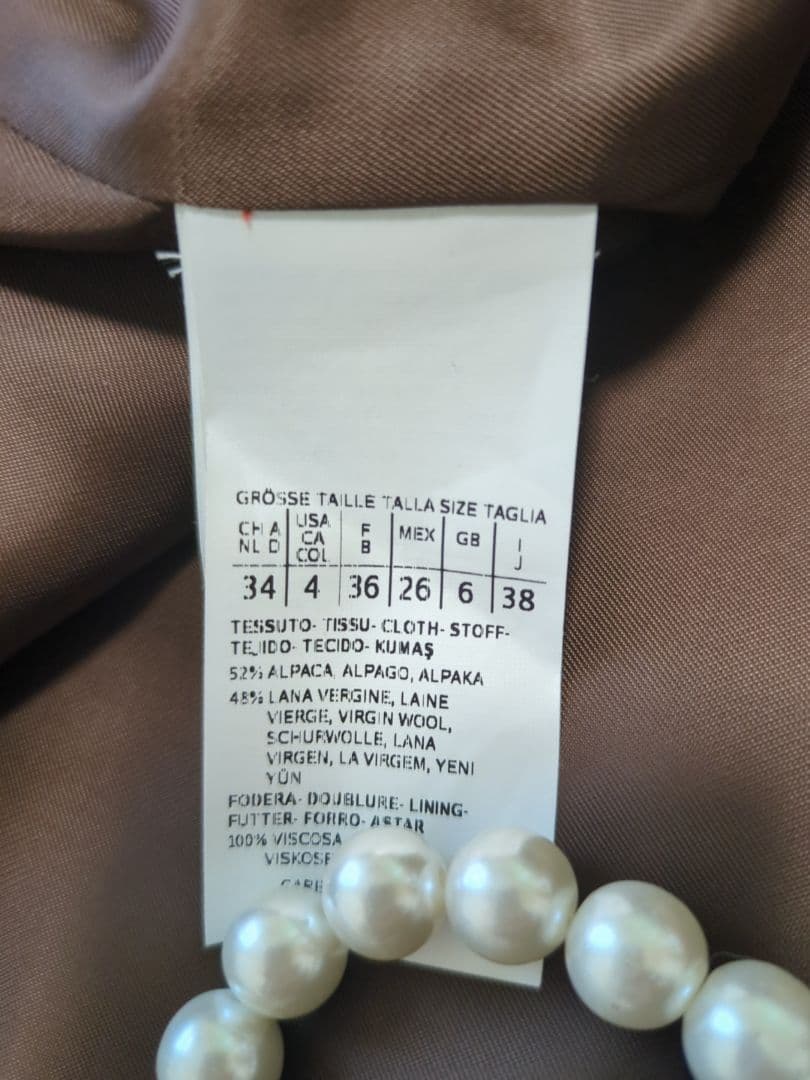 GRÖSSE TAILLE TALLA SIZE TAGLIA
CH A USA F MEX GB I
NL D CA B J
COL
34 4 36 26 6 38
TESSUTO- TISSU- CLOTH- STOFF-
TEJIDO- TECIDO- KUMAŞ
52% ALPACA, ALPAGO, ALPAKA
48% LANA VERGINE, LAINE
VIERGE, VIRGIN WOOL,
SCHURWOLLE, LANA
VIRGEN, LA VIRGEM, YENI
YÜN
FODERA- DOUBLURE- LINING-
FUTTER- FORRO- ASTAR
100% VISCOSA
VISKOSE